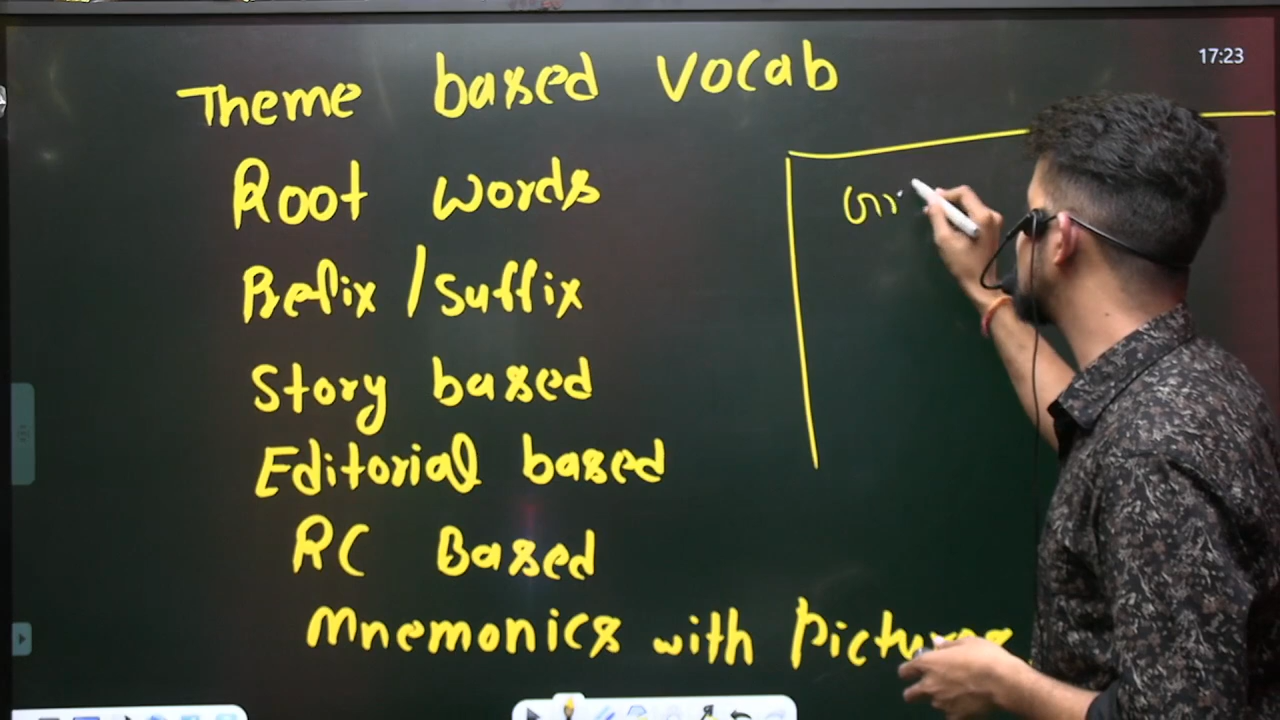 17:23
Theme based vocab
Root words
Prefix / suffix
Story based
Editorial based
RC Based
Mnemonics with Pictures